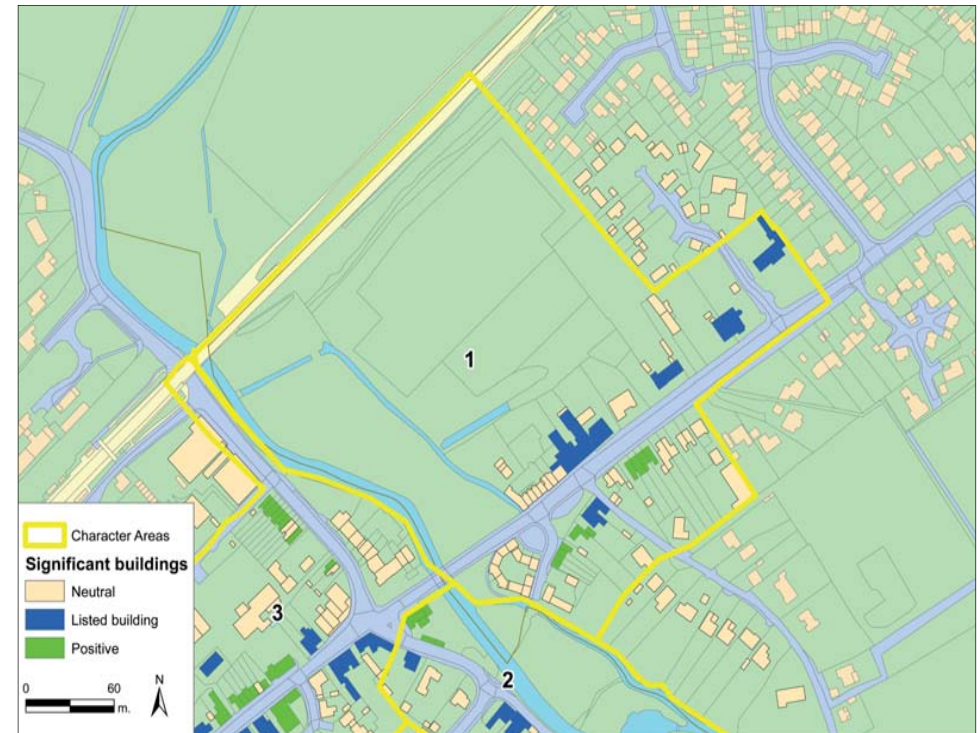 1
3
2
Character Areas
Significant buildings
Neutral
Listed building
Positive
0 60
m.
N